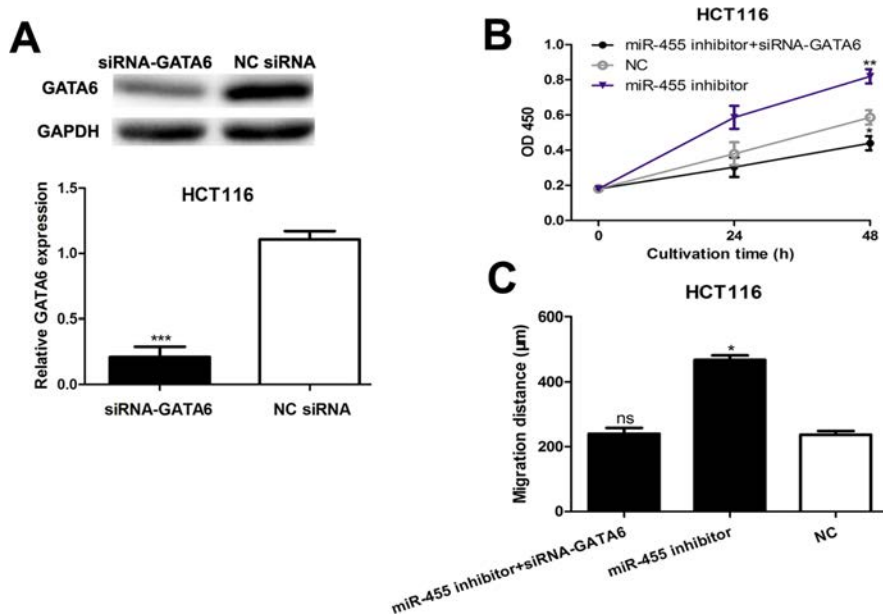 A
siRNA-GATA6 NC siRNA
GATA6
GAPDH
HCT116
Relative GATA6 expression
1.5
1.0
0.5
0.0
***
siRNA-GATA6 NC siRNA
B
HCT116
miR-455 inhibitor+siRNA-GATA6
NC
miR-455 inhibitor
OD 450
1.0
0.8
0.6
0.4
0.2
0.0
**
*
0 24 48
Cultivation time (h)
C
HCT116
Migration distance (μm)
600
400
200
0
ns
*
miR-455 inhibitor+siRNA-GATA6
miR-455 inhibitor
NC